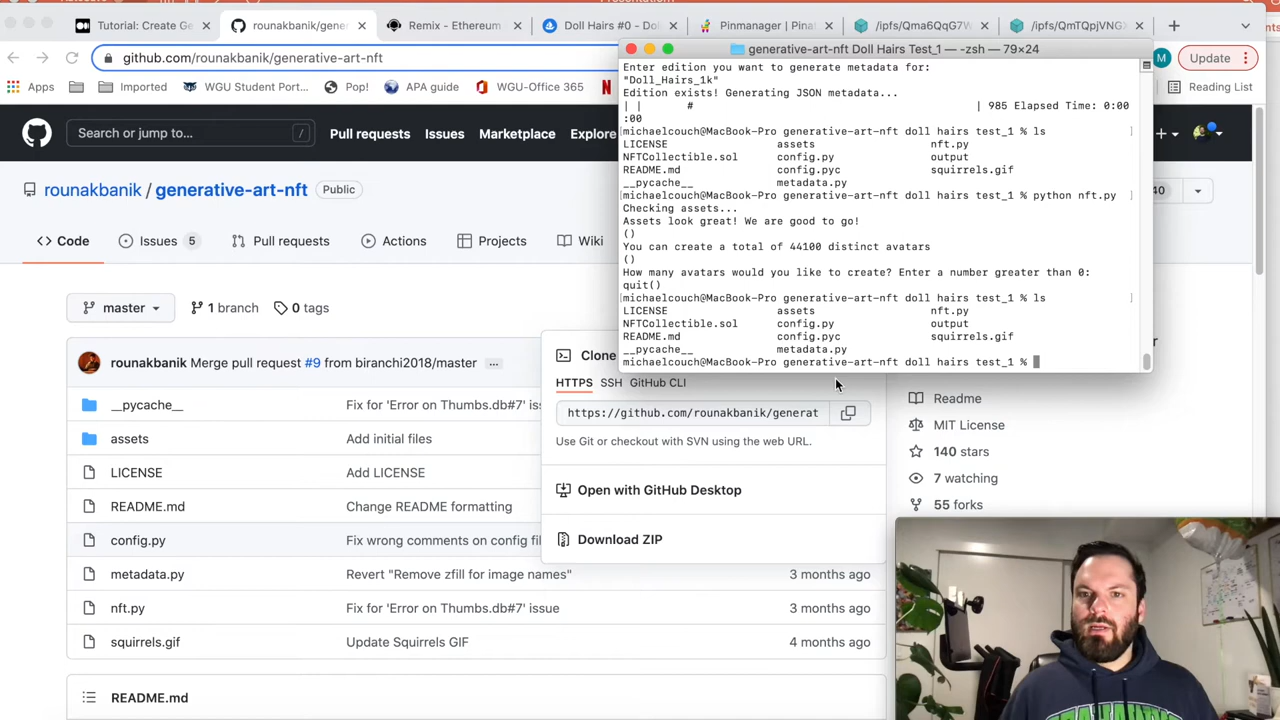 Tutorial: Create Ge
rounakbanik/gene
Remix - Ethereum
Doll Hairs #0 - Do
Pinmanager | Pinat
/ipfs/Qma6QqG7W
/ipfs/QmTQpjVNG
github.com/rounakbanik/generative-art-nft
M
Update
Apps
Imported
WGU Student Port...
Pop!
APA guide
WGU-Office 365
Reading List
generative-art-nft Doll Hairs Test_1 — -zsh — 79×24
Enter edition you want to generate metadata for:
"Doll_Hairs_1k"
Edition exists! Generating JSON metadata...
| | # | 985 Elapsed Time: 0:00
:00
michaelcouch@MacBook-Pro generative-art-nft doll hairs test_1 % ls
LICENSE assets nft.py
NFTCollectible.sol config.py output
README.md config.pyc squirrels.gif
__pycache__ metadata.py
michaelcouch@MacBook-Pro generative-art-nft doll hairs test_1 % python nft.py
Checking assets...
Assets look great! We are good to go!
()
You can create a total of 44100 distinct avatars
()
How many avatars would you like to create? Enter a number greater than 0:
quit()
michaelcouch@MacBook-Pro generative-art-nft doll hairs test_1 % ls
LICENSE assets nft.py
NFTCollectible.sol config.py output
README.md config.pyc squirrels.gif
__pycache__ metadata.py
michaelcouch@MacBook-Pro generative-art-nft doll hairs test_1 %
Search or jump to...
/
Pull requests
Issues
Marketplace
Explore
rounakbanik / generative-art-nft
Public
40
Code
Issues 5
Pull requests
Actions
Projects
Wiki
master
1 branch
0 tags
rounakbanik Merge pull request #9 from biranchi2018/master ...
__pycache__ Fix for 'Error on Thumbs.db#7' is
assets Add initial files
LICENSE Add LICENSE
README.md Change README formatting
config.py Fix wrong comments on config fil
metadata.py Revert "Remove zfill for image names" 3 months ago
nft.py Fix for 'Error on Thumbs.db#7' issue 3 months ago
squirrels.gif Update Squirrels GIF 4 months ago
README.md
Clone
HTTPS SSH GitHub CLI
https://github.com/rounakbanik/generat
Use Git or checkout with SVN using the web URL.
Open with GitHub Desktop
Download ZIP
Readme
MIT License
140 stars
7 watching
55 forks